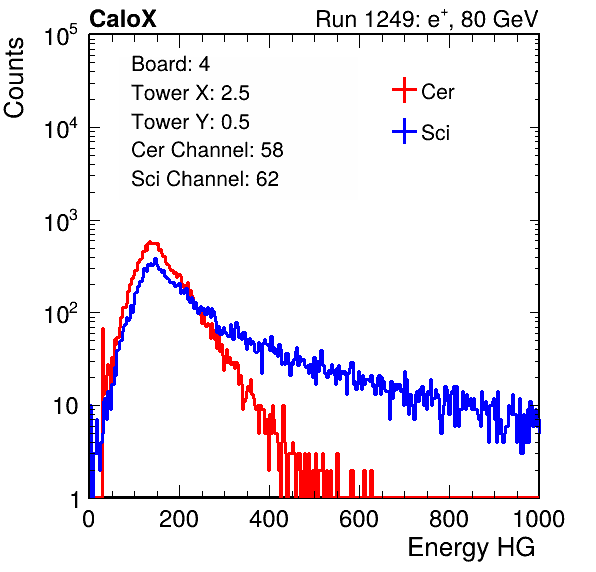 CaloX Run 1249: e⁺, 80 GeV
Counts
10⁵
10⁴
10³
10²
10
1
Board: 4
Tower X: 2.5
Tower Y: 0.5
Cer Channel: 58
Sci Channel: 62
Cer
Sci
0 200 400 600 800 1000
Energy HG